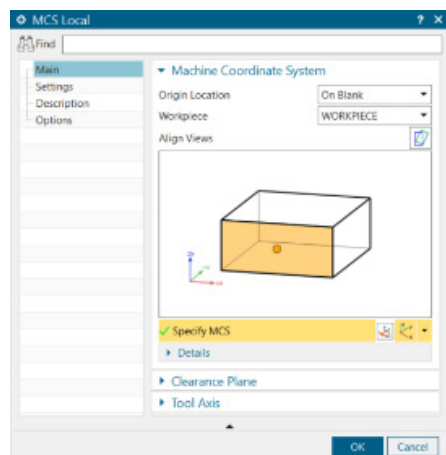 MCS Local
Find
Main
Settings
Description
Options
Machine Coordinate System
Origin Location On Blank
Workpiece WORKPIECE
Align Views
Specify MCS
Details
Clearance Plane
Tool Axis
OK Cancel